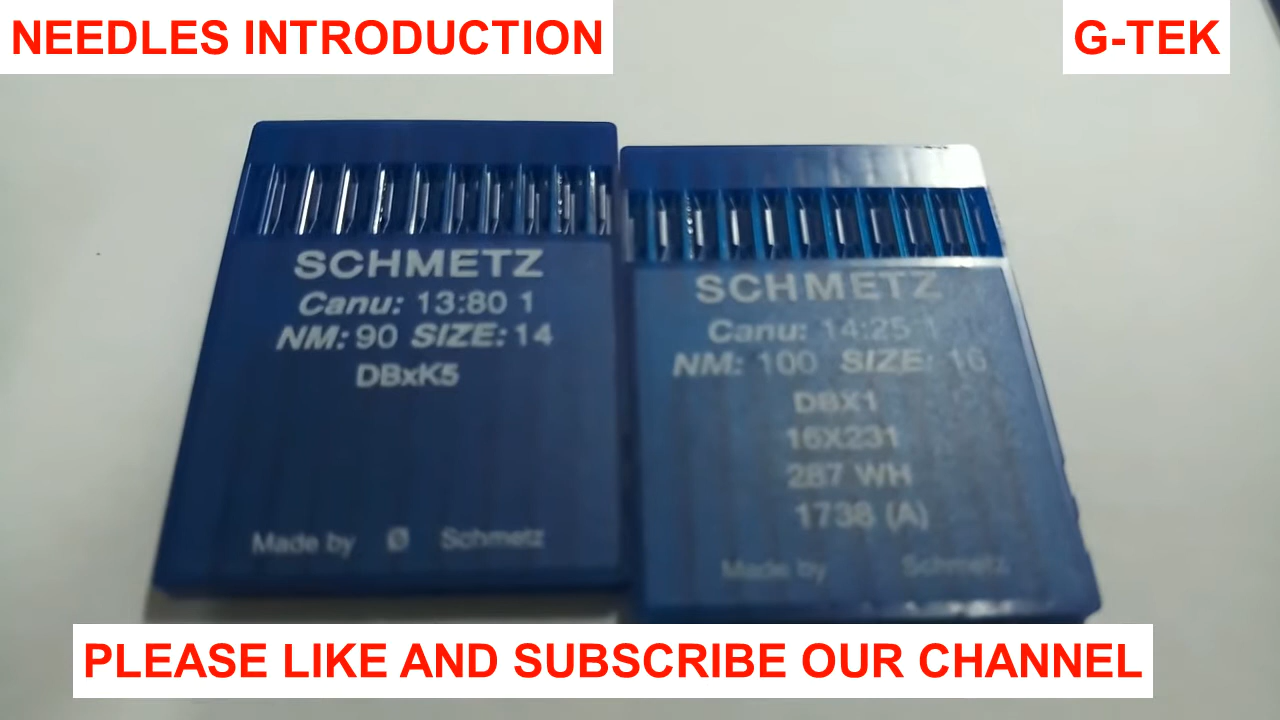 NEEDLES INTRODUCTION
G-TEK
SCHMETZ
Canu: 13:80 1
NM: 90 SIZE: 14
DBxK5
Made by Ø Schmetz
SCHMETZ
Canu: 14:25 1
NM: 100 SIZE: 16
DBX1
16X231
287 WH
1738 (A)
Made by Schmetz
PLEASE LIKE AND SUBSCRIBE OUR CHANNEL